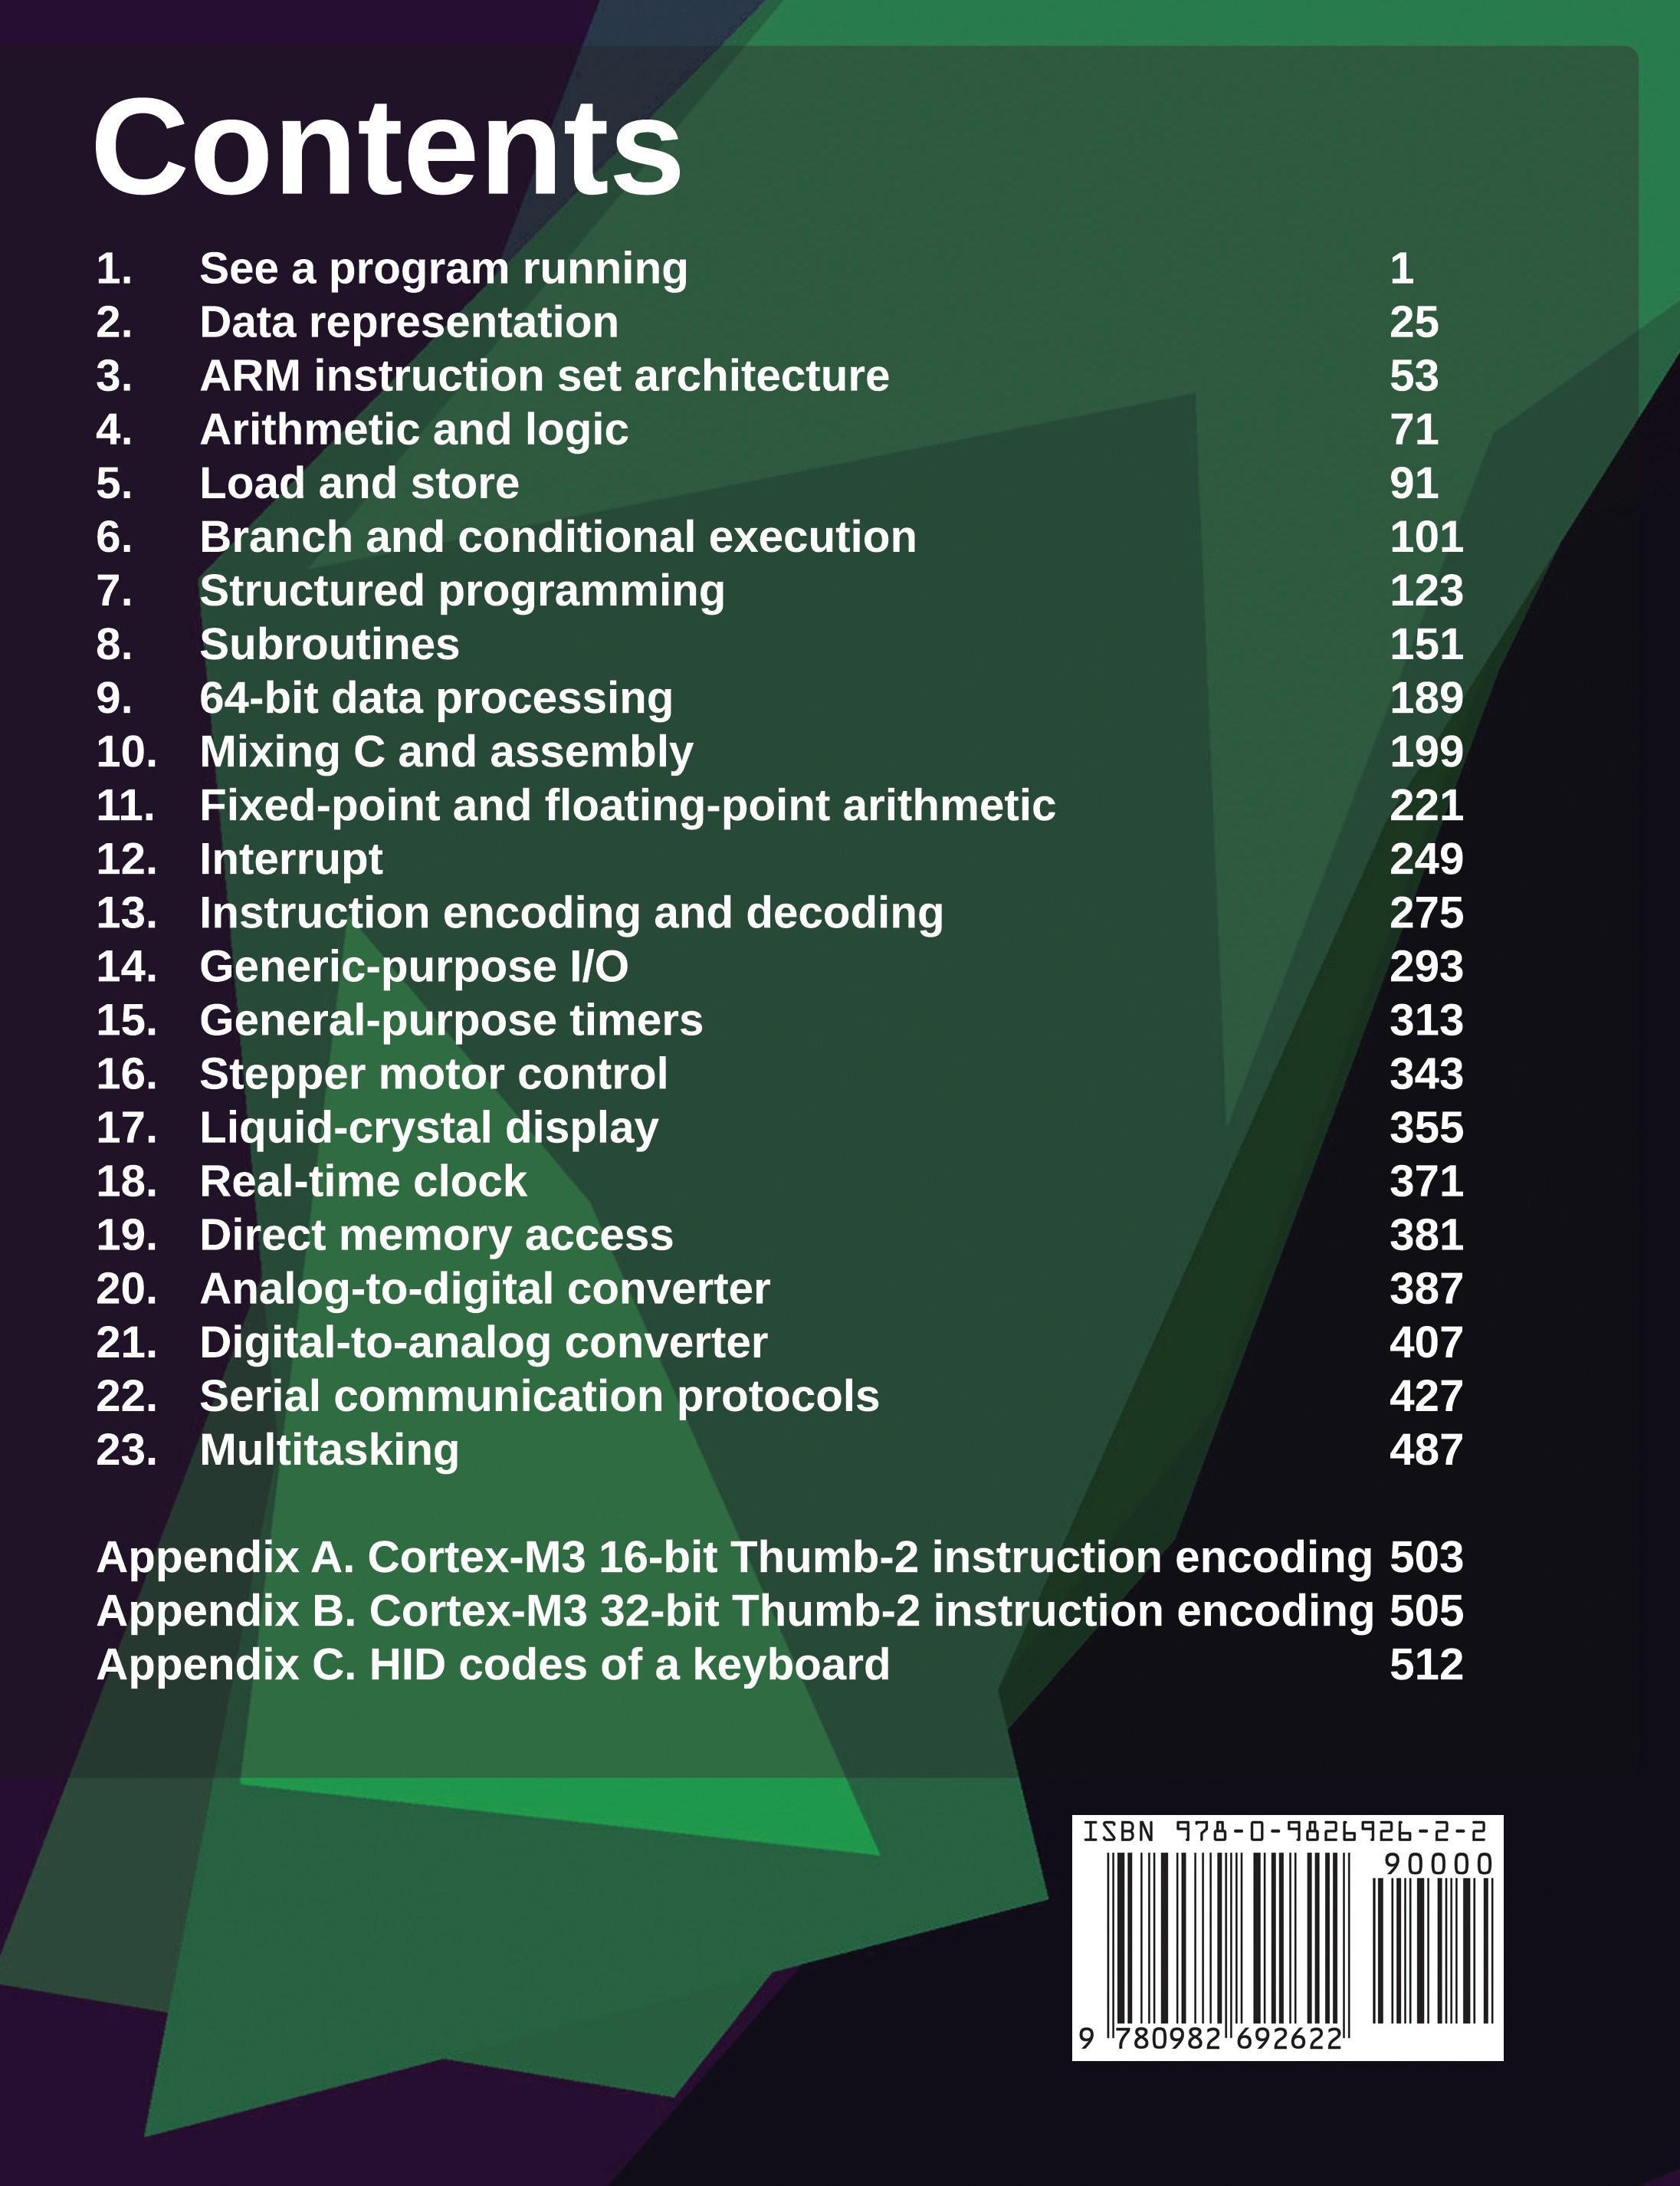 Contents
1. See a program running 1
2. Data representation 25
3. ARM instruction set architecture 53
4. Arithmetic and logic 71
5. Load and store 91
6. Branch and conditional execution 101
7. Structured programming 123
8. Subroutines 151
9. 64-bit data processing 189
10. Mixing C and assembly 199
11. Fixed-point and floating-point arithmetic 221
12. Interrupt 249
13. Instruction encoding and decoding 275
14. Generic-purpose I/O 293
15. General-purpose timers 313
16. Stepper motor control 343
17. Liquid-crystal display 355
18. Real-time clock 371
19. Direct memory access 381
20. Analog-to-digital converter 387
21. Digital-to-analog converter 407
22. Serial communication protocols 427
23. Multitasking 487
Appendix A. Cortex-M3 16-bit Thumb-2 instruction encoding 503
Appendix B. Cortex-M3 32-bit Thumb-2 instruction encoding 505
Appendix C. HID codes of a keyboard 512
ISBN 978-0-9826926-2-2
90000
9 780982 692622